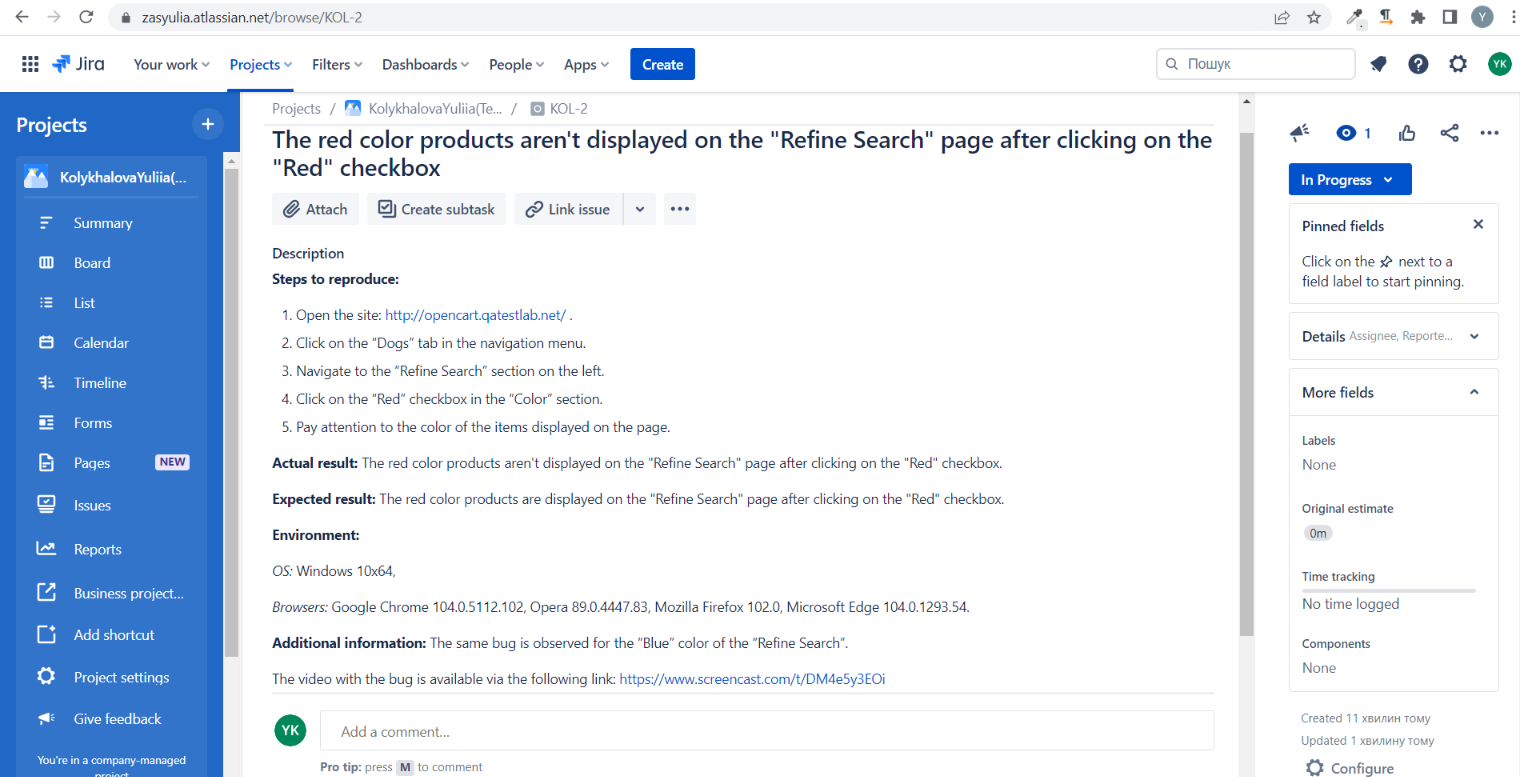 zasyulia.atlassian.net/browse/KOL-2
Y
Jira
Your work
Projects
Filters
Dashboards
People
Apps
Create
Пошук
YK
Projects
KolykhalovaYuliia(...
Summary
Board
List
Calendar
Timeline
Forms
Pages NEW
Issues
Reports
Business project...
Add shortcut
Project settings
Give feedback
You're in a company-managed
project
Projects / KolykhalovaYuliia(Te... / KOL-2
The red color products aren't displayed on the "Refine Search" page after clicking on the
"Red" checkbox
Attach
Create subtask
Link issue
Description
Steps to reproduce:
1. Open the site: http://opencart.qatestlab.net/ .
2. Click on the “Dogs” tab in the navigation menu.
3. Navigate to the “Refine Search” section on the left.
4. Click on the “Red” checkbox in the “Color” section.
5. Pay attention to the color of the items displayed on the page.
Actual result: The red color products aren't displayed on the "Refine Search" page after clicking on the "Red" checkbox.
Expected result: The red color products are displayed on the "Refine Search" page after clicking on the "Red" checkbox.
Environment:
OS: Windows 10x64,
Browsers: Google Chrome 104.0.5112.102, Opera 89.0.4447.83, Mozilla Firefox 102.0, Microsoft Edge 104.0.1293.54.
Additional information: The same bug is observed for the “Blue” color of the “Refine Search”.
The video with the bug is available via the following link: https://www.screencast.com/t/DM4e5y3EOi
YK
Add a comment...
Pro tip: press M to comment
1
In Progress
Pinned fields
Click on the next to a
field label to start pinning.
Details Assignee, Reporte...
More fields
Labels
None
Original estimate
0m
Time tracking
No time logged
Components
None
Created 11 хвилин тому
Updated 1 хвилину тому
Configure